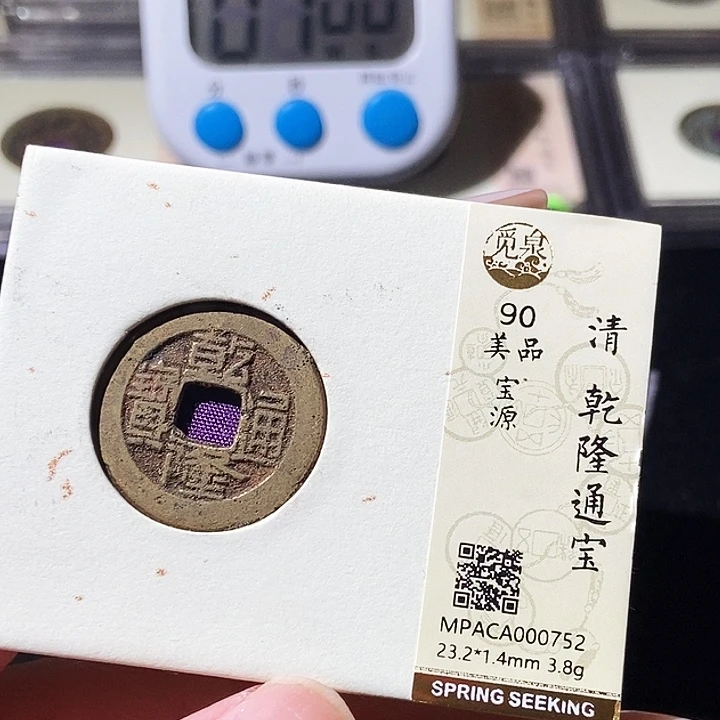 觅泉
90
美品
宝源
清 乾隆通宝
MPACA000752
23.2*1.4mm 3.8g
SPRING SEEKING
乾隆通寶